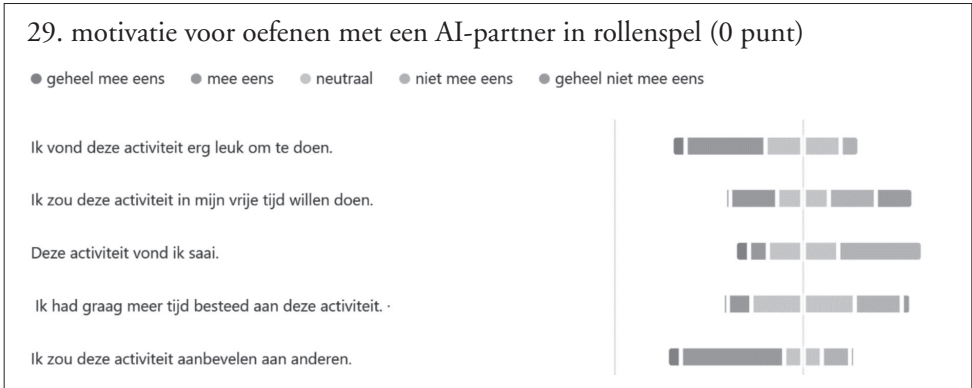 29. motivatie voor oefenen met een AI-partner in rollenspel (0 punt)
geheel mee eens mee eens neutraal niet mee eens geheel niet mee eens
Ik vond deze activiteit erg leuk om te doen.
Ik zou deze activiteit in mijn vrije tijd willen doen.
Deze activiteit vond ik saai.
Ik had graag meer tijd besteed aan deze activiteit. ·
Ik zou deze activiteit aanbevelen aan anderen.